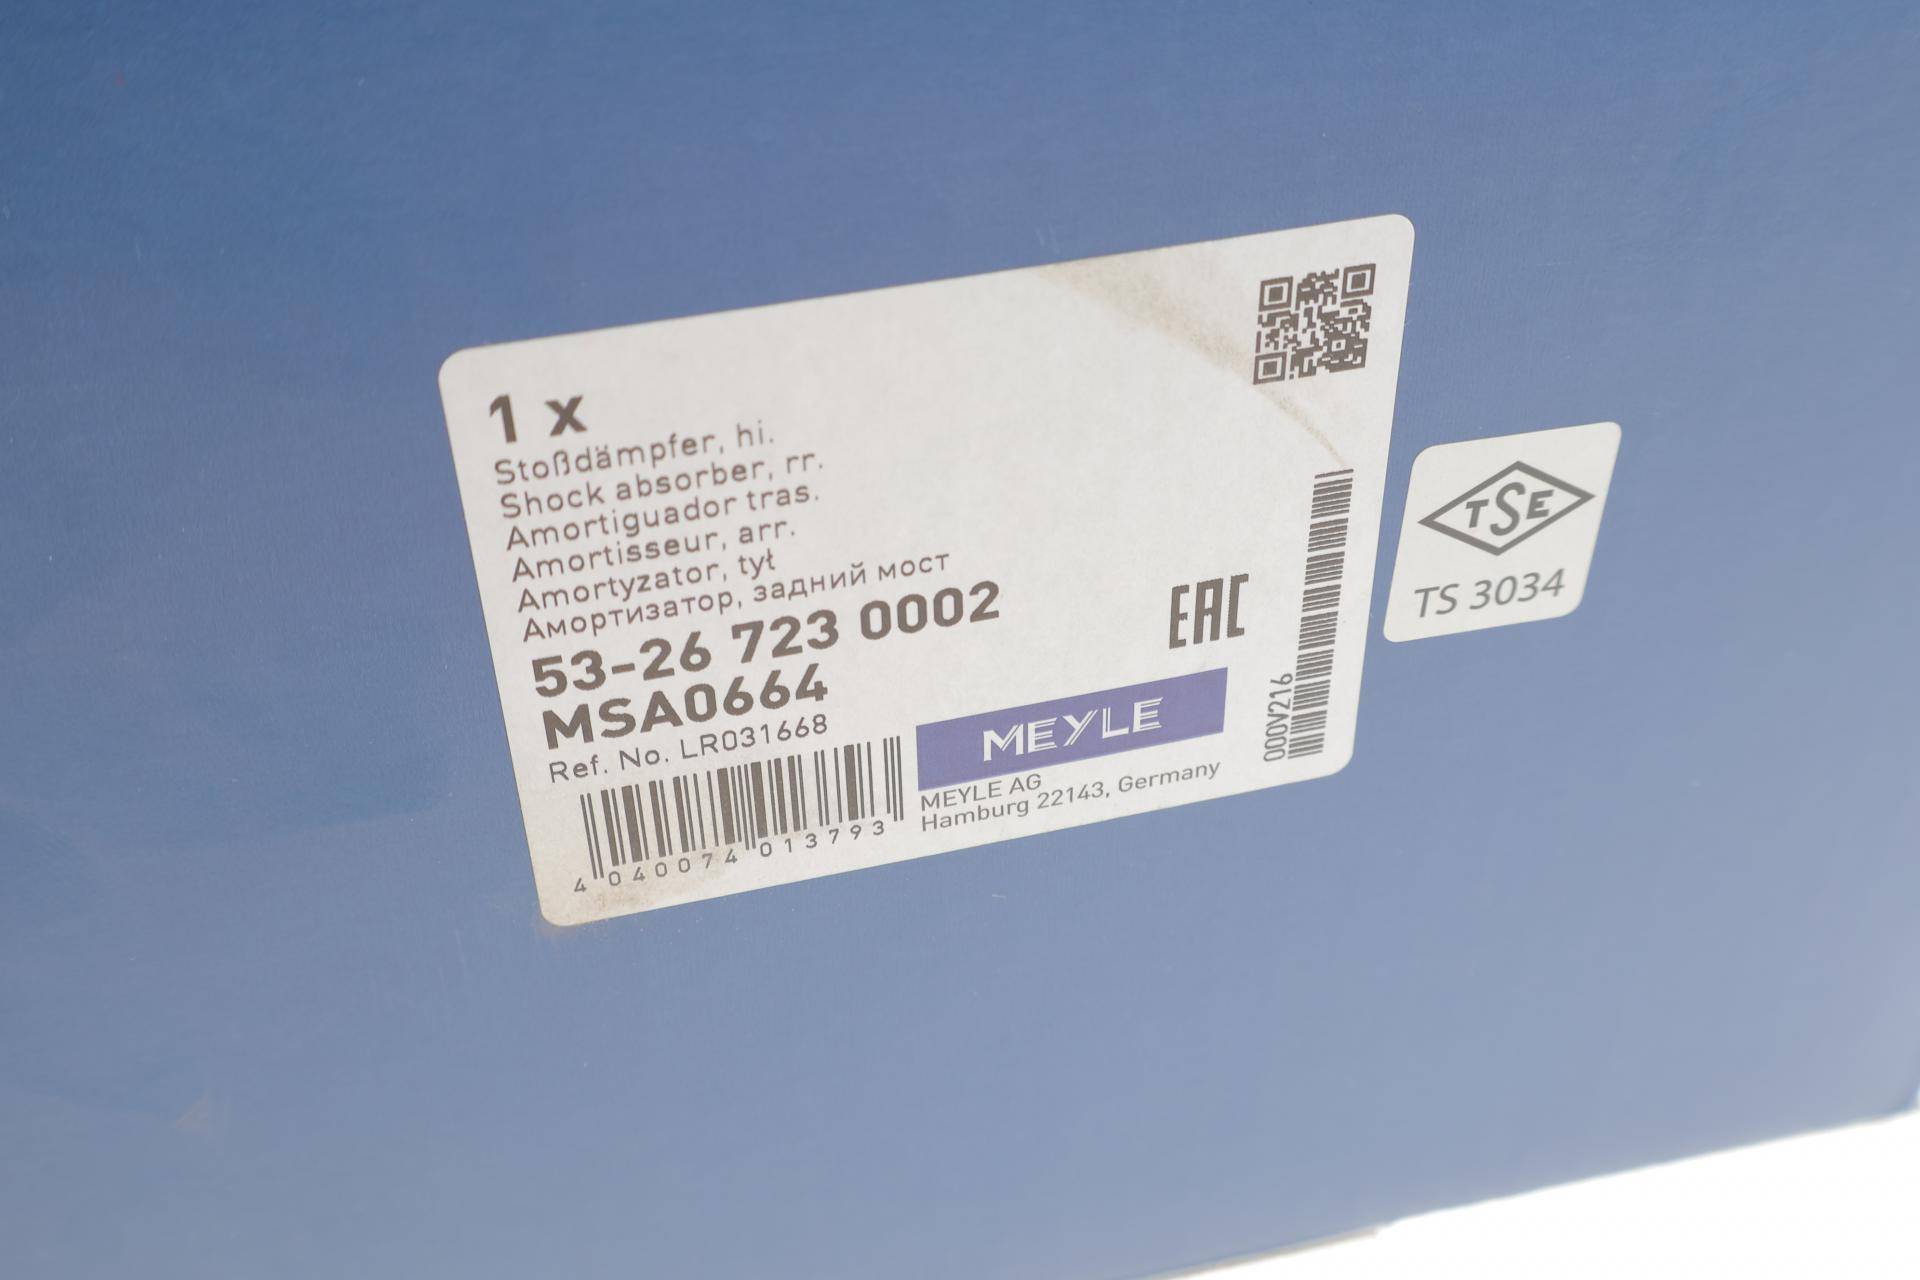 1 x
Stoßdämpfer, hi.
Shock absorber, rr.
Amortiguador tras.
Amortisseur, arr.
Amortyzator, tył
Амортизатор, задний мост
53-26 723 0002
MSA0664
Ref. No. LR031668
4 040074 013793
EAC
MEYLE
MEYLE AG
Hamburg 22143, Germany
000V216
TSE
TS 3034